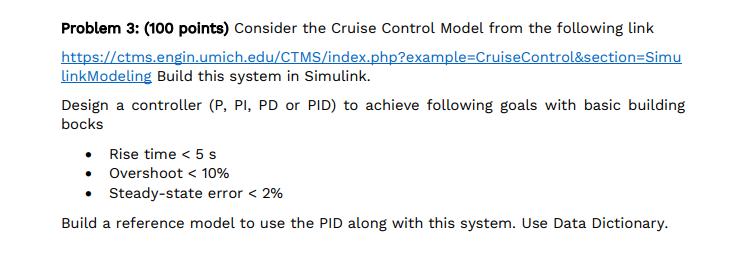 Problem 3: (100 points) Consider the Cruise Control Model from the following link
https://ctms.engin.umich.edu/CTMS/index.php?example=CruiseControl&section=Simu
linkModeling Build this system in Simulink.
Design a controller (P, PI, PD or PID) to achieve following goals with basic building
bocks
• Rise time < 5 s
• Overshoot < 10%
• Steady-state error < 2%
Build a reference model to use the PID along with this system. Use Data Dictionary.